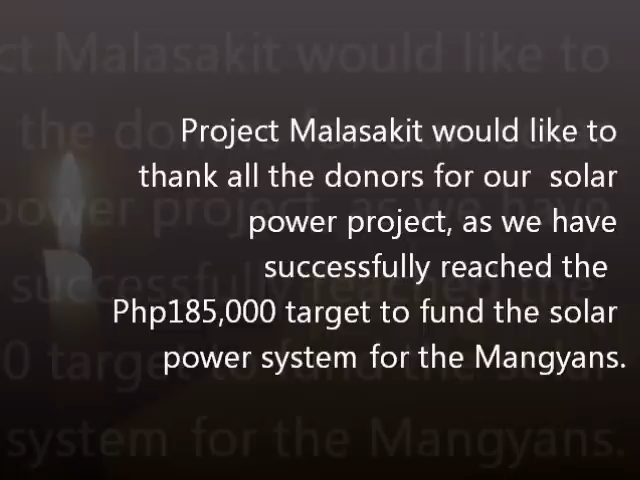 Project Malasakit would like to
thank all the donors for our solar
power project, as we have
successfully reached the
Php185,000 target to fund the solar
power system for the Mangyans.